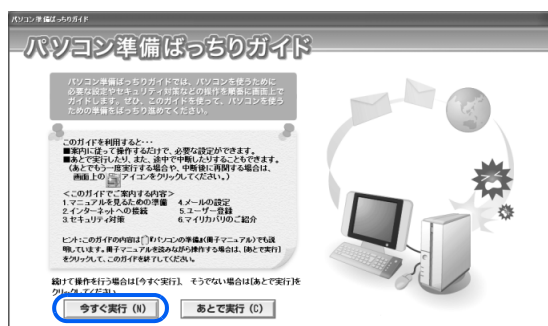 パソコン準備ばっちりガイド
パソコン準備ばっちりガイド
パソコン準備ばっちりガイドでは、パソコンを使うために
必要な設定やセキュリティ対策などの操作を順番に画面上で
ガイドします。ぜひ、このガイドを使って、パソコンを使う
ための準備をばっちり進めてください。
このガイドを利用すると・・・
■案内に従って操作するだけで、必要な設定ができます。
■あとで実行したり、また、途中で中断したりすることもできます。
(あとでもう一度実行する場合や、中断後に再開する場合は、
画面上の アイコンをクリックしてください。)
<このガイドでご案内する内容>
1.マニュアルを見るための準備 4.メールの設定
2.インターネットへの接続 5.ユーザー登録
3.セキュリティ対策 6.マイリカバリのご紹介
ヒント:このガイドの内容は『パソコンの準備』(冊子マニュアル)でも説
明しています。冊子マニュアルを読みながら操作する場合は、[あとで実行]
をクリックして、このガイドを終了してください。
続けて操作を行う場合は[今すぐ実行]、そうでない場合は[あとで実行]を
クリックしてください。
今すぐ実行(N) あとで実行(C)